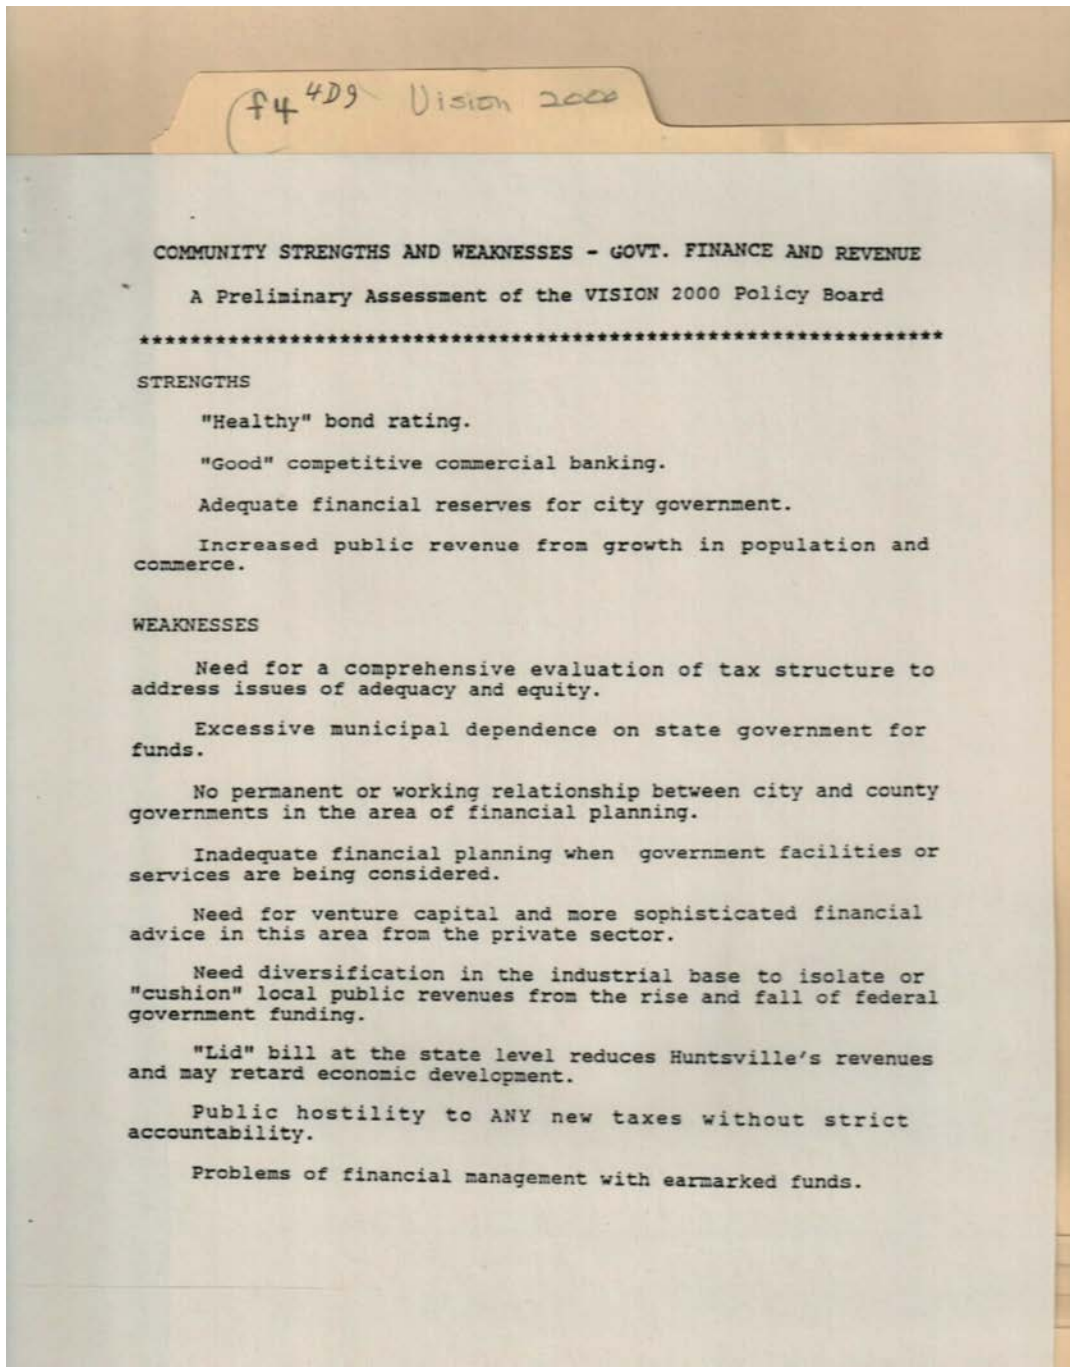 f4 4D9 Vision 2000
COMMUNITY STRENGTHS AND WEAKNESSES - GOVT. FINANCE AND REVENUE
A Preliminary Assessment of the VISION 2000 Policy Board
****************************************************************
STRENGTHS
"Healthy" bond rating.
"Good" competitive commercial banking.
Adequate financial reserves for city government.
Increased public revenue from growth in population and
commerce.
WEAKNESSES
Need for a comprehensive evaluation of tax structure to
address issues of adequacy and equity.
Excessive municipal dependence on state government for
funds.
No permanent or working relationship between city and county
governments in the area of financial planning.
Inadequate financial planning when government facilities or
services are being considered.
Need for venture capital and more sophisticated financial
advice in this area from the private sector.
Need diversification in the industrial base to isolate or
"cushion" local public revenues from the rise and fall of federal
government funding.
"Lid" bill at the state level reduces Huntsville's revenues
and may retard economic development.
Public hostility to ANY new taxes without strict
accountability.
Problems of financial management with earmarked funds.